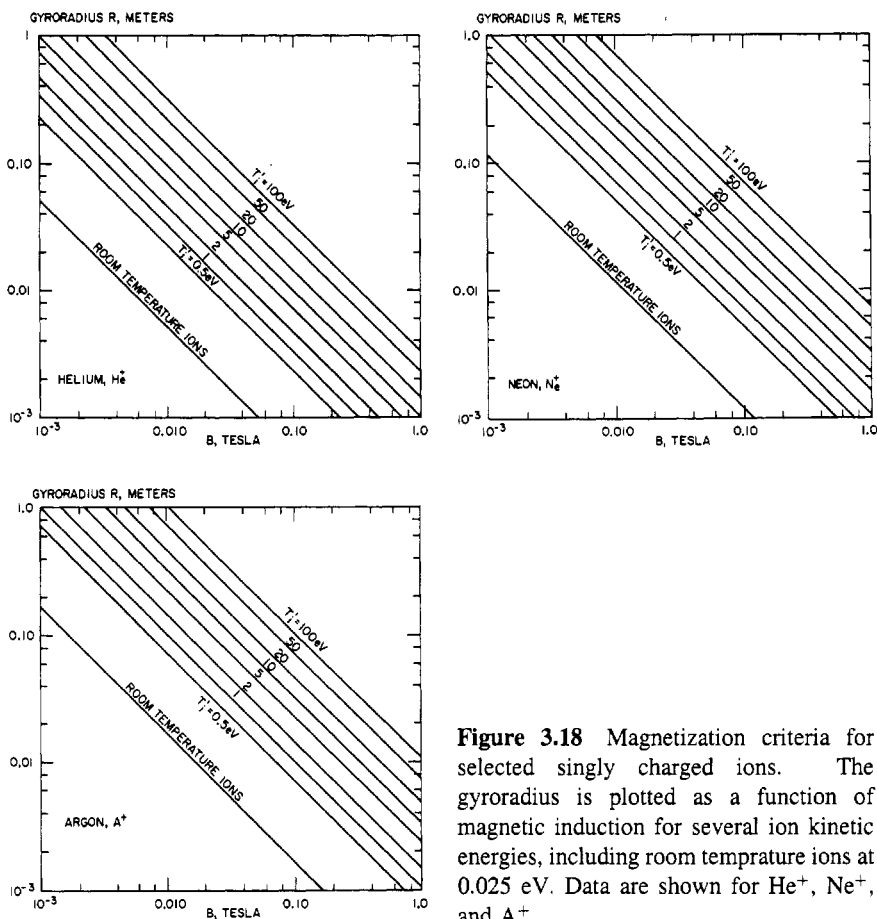 GYRORADIUS R, METERS
1
0.10
0.01
10⁻³
10⁻³
0.010
0.10
1.0
B, TESLA
T'i=100eV
50
20
10
5
2
1
T'i=0.5eV
ROOM TEMPERATURE IONS
HELIUM, He⁺
GYRORADIUS R, METERS
1.0
0.10
0.01
10⁻³
10⁻³
0.010
0.10
1.0
B, TESLA
T'i=100eV
50
20
10
5
2
1
T'i=0.5eV
ROOM TEMPERATURE IONS
NEON, Ne⁺
GYRORADIUS R, METERS
1.0
0.10
0.01
10⁻³
10⁻³
0.010
0.10
1.0
B, TESLA
T'i=100eV
50
20
10
5
2
1
T'i=0.5eV
ROOM TEMPERATURE IONS
ARGON, A⁺
Figure 3.18 Magnetization criteria for
selected singly charged ions. The
gyroradius is plotted as a function of
magnetic induction for several ion kinetic
energies, including room temprature ions at
0.025 eV. Data are shown for He⁺, Ne⁺,
and A⁺